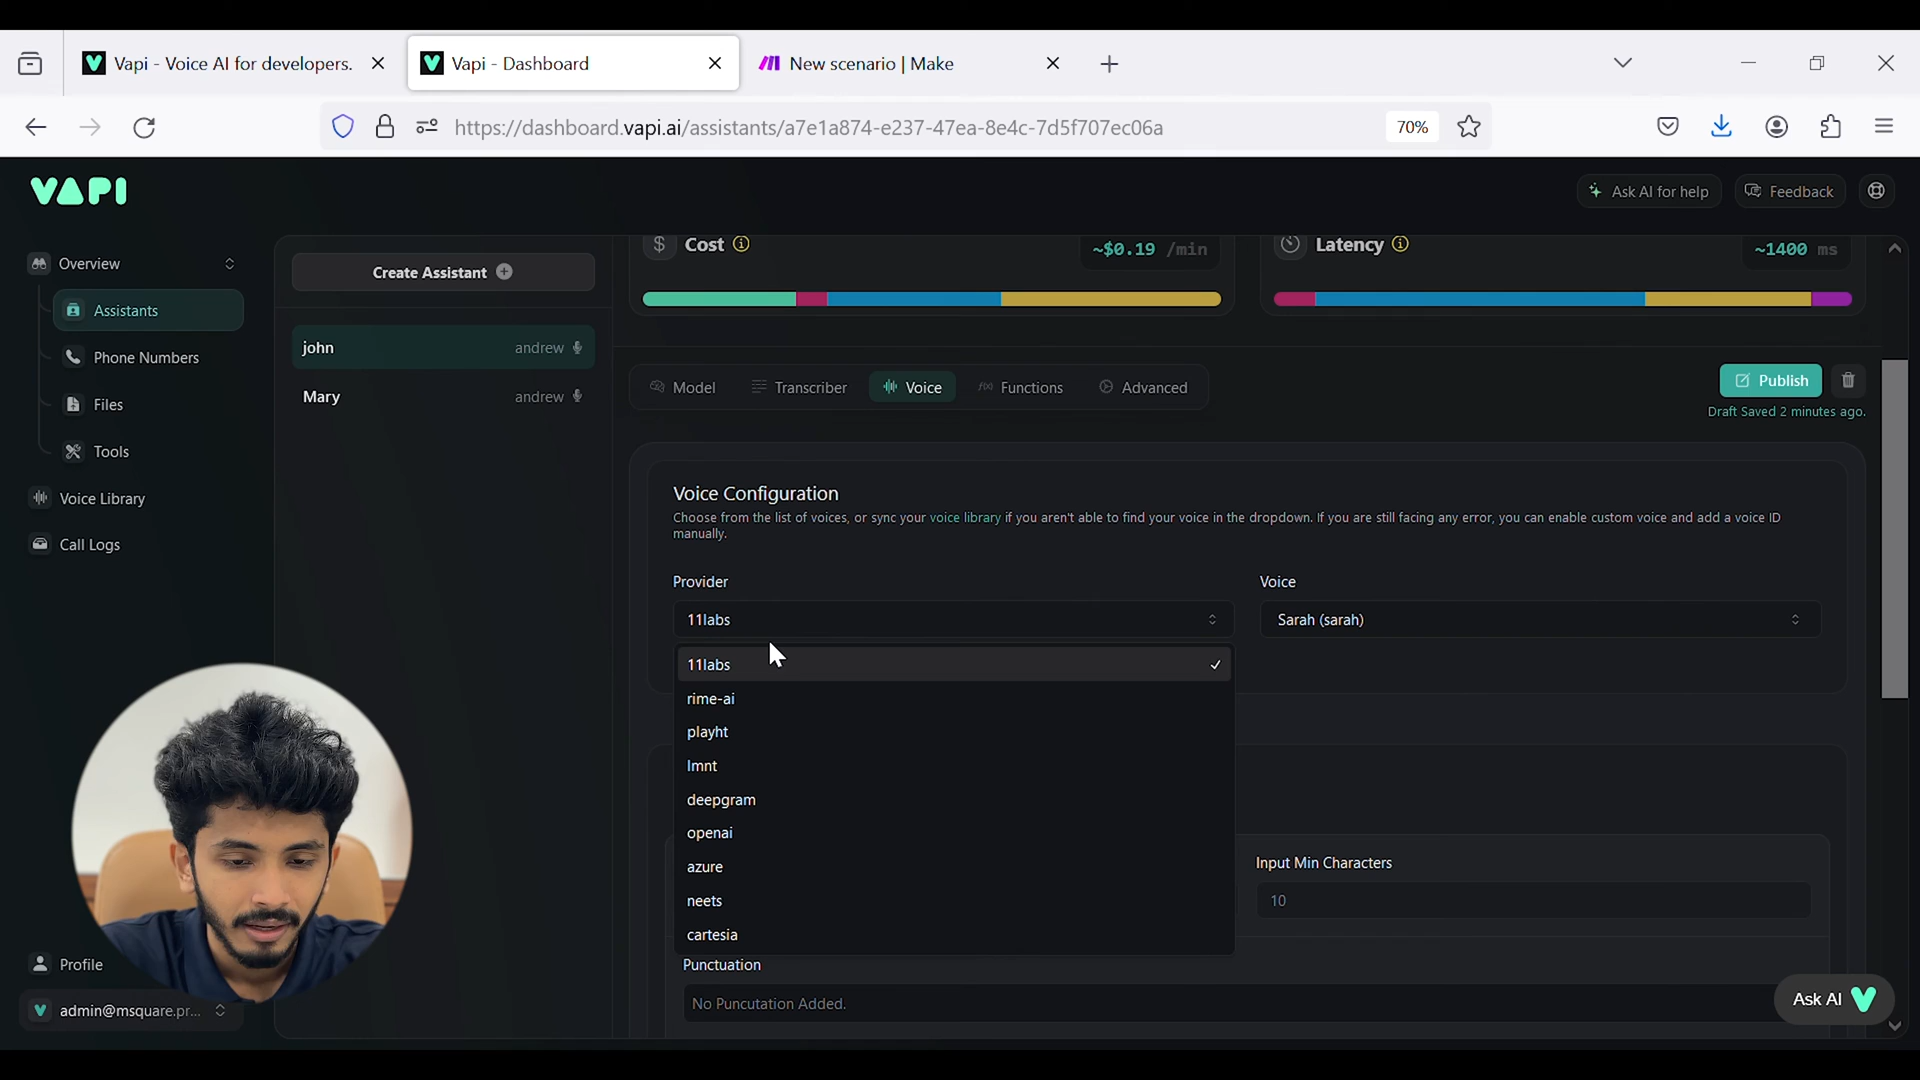 Vapi - Voice AI for developers.
Vapi - Dashboard
New scenario | Make
https://dashboard.vapi.ai/assistants/a7e1a874-e237-47ea-8e4c-7d5f707ec06a
70%
VAPI
Ask AI for help
Feedback
Overview
Assistants
Phone Numbers
Files
Tools
Voice Library
Call Logs
Profile
admin@msquare.pr...
Create Assistant
john
andrew
Mary
andrew
Cost
~$0.19 /min
Latency
~1400 ms
Model
Transcriber
Voice
Functions
Advanced
Publish
Draft Saved 2 minutes ago.
Voice Configuration
Choose from the list of voices, or sync your voice library if you aren't able to find your voice in the dropdown. If you are still facing any error, you can enable custom voice and add a voice ID
manually.
Provider
Voice
11labs
Sarah (sarah)
11labs
rime-ai
playht
lmnt
deepgram
openai
azure
neets
cartesia
Input Min Characters
10
Punctuation
No Puncutation Added.
Ask AI